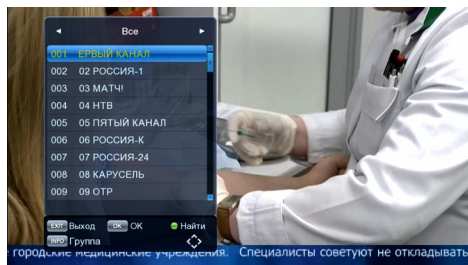 Все
001 ЕРВЫЙ КАНАЛ
002 02 РОССИЯ-1
003 03 МАТЧ!
004 04 НТВ
005 05 ПЯТЫЙ КАНАЛ
006 06 РОССИЯ-К
007 07 РОССИЯ-24
008 08 КАРУСЕЛЬ
009 09 ОТР
EXIT Выход OK OK Найти
INFO Группа
городские медицинские учреждения. Специалисты советуют не откладывать